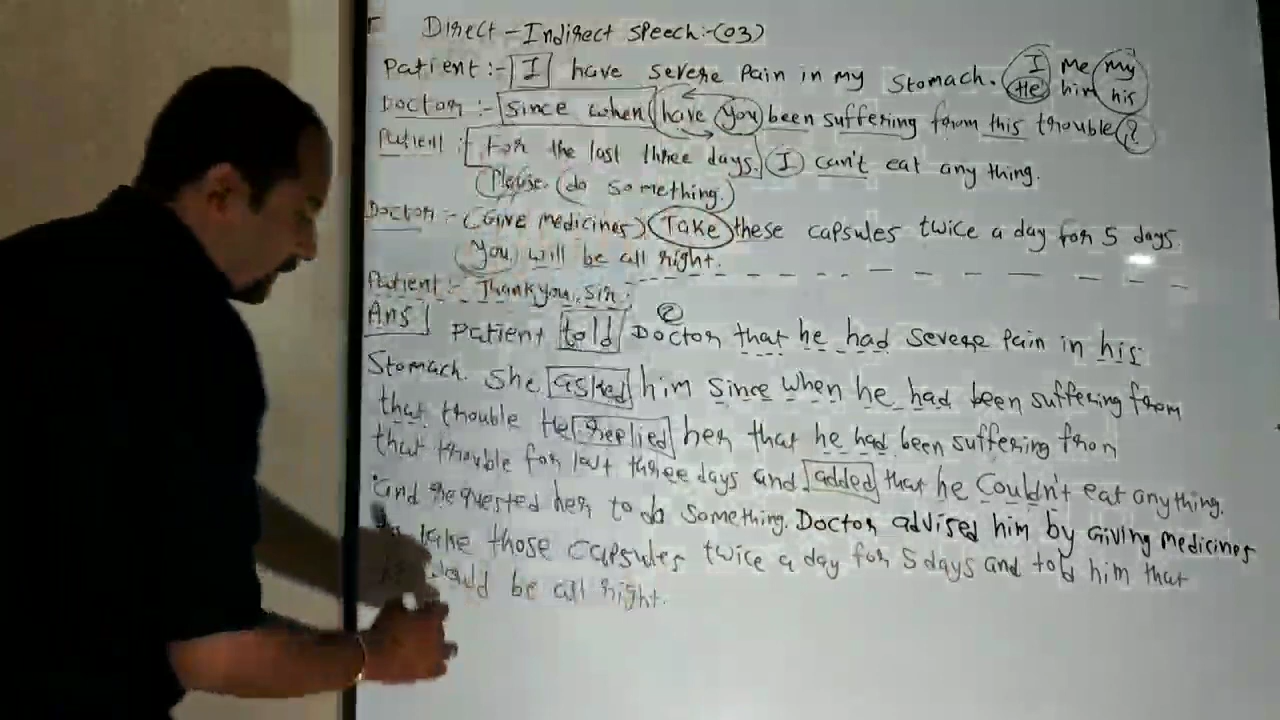 Direct - Indirect speech:-(03)
Patient :- I have severe Pain in my Stomach. I me my
He him his
Doctor :- since when have you been suffering from this trouble?
Patient : For the last three days. I can't eat any thing.
Please. do something.
Doctor :- (Give medicines) Take these capsules twice a day for 5 days.
You will be all right.
Patient :- Thank you, Sir.
Ans Patient told Doctor that he had severe Pain in his
Stomach. She asked him since when he had been suffering from
that trouble He replied her that he had been suffering from
that trouble for last three days and added that he couldn't eat anything.
and requested her to do something. Doctor advised him by Giving medicines
take those capsules twice a day for 5 days and told him that
would be all right.